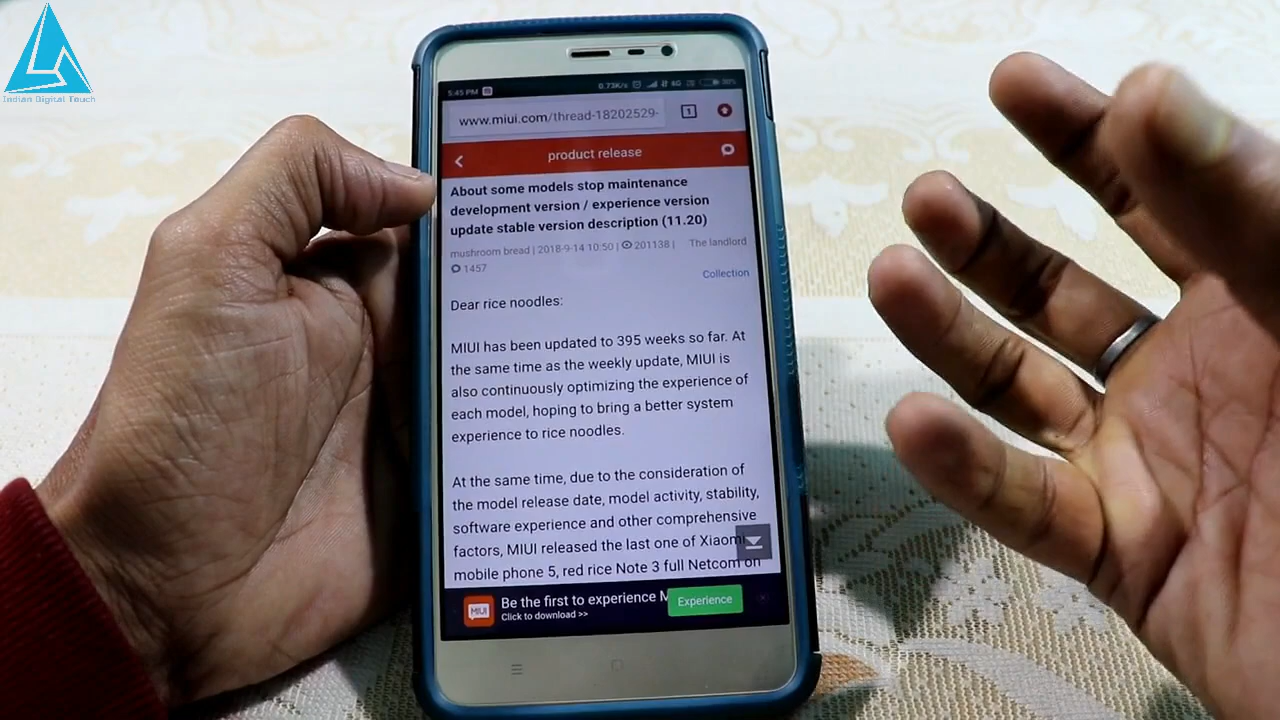 Indian Digital Touch
5:45 PM
0.73K/s
4G
www.miui.com/thread-18202529-
1
product release
About some models stop maintenance
development version / experience version
update stable version description (11.20)
mushroom bread | 2018-9-14 10:50 | 201138 | The landlord
1457
Collection
Dear rice noodles:
MIUI has been updated to 395 weeks so far. At
the same time as the weekly update, MIUI is
also continuously optimizing the experience of
each model, hoping to bring a better system
experience to rice noodles.
At the same time, due to the consideration of
the model release date, model activity, stability,
software experience and other comprehensive
factors, MIUI released the last one of Xiaomi
mobile phone 5, red rice Note 3 full Netcom on
MIUI
Be the first to experience M
Click to download >>
Experience